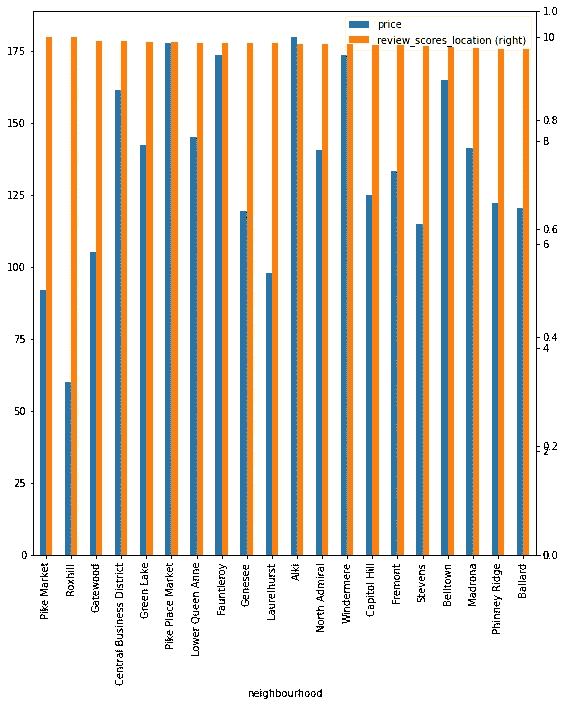 price
review_scores_location (right)
175
150
125
100
75
50
25
0
1.0
10
0.8
8
0.6
6
0.4
4
0.2
2
0.0
0
Pike Market
Roxhill
Gatewood
Central Business District
Green Lake
Pike Place Market
Lower Queen Anne
Fauntleroy
Genesee
Laurelhurst
Alki
North Admiral
Windermere
Capitol Hill
Fremont
Stevens
Belltown
Madrona
Phinney Ridge
Ballard
neighbourhood